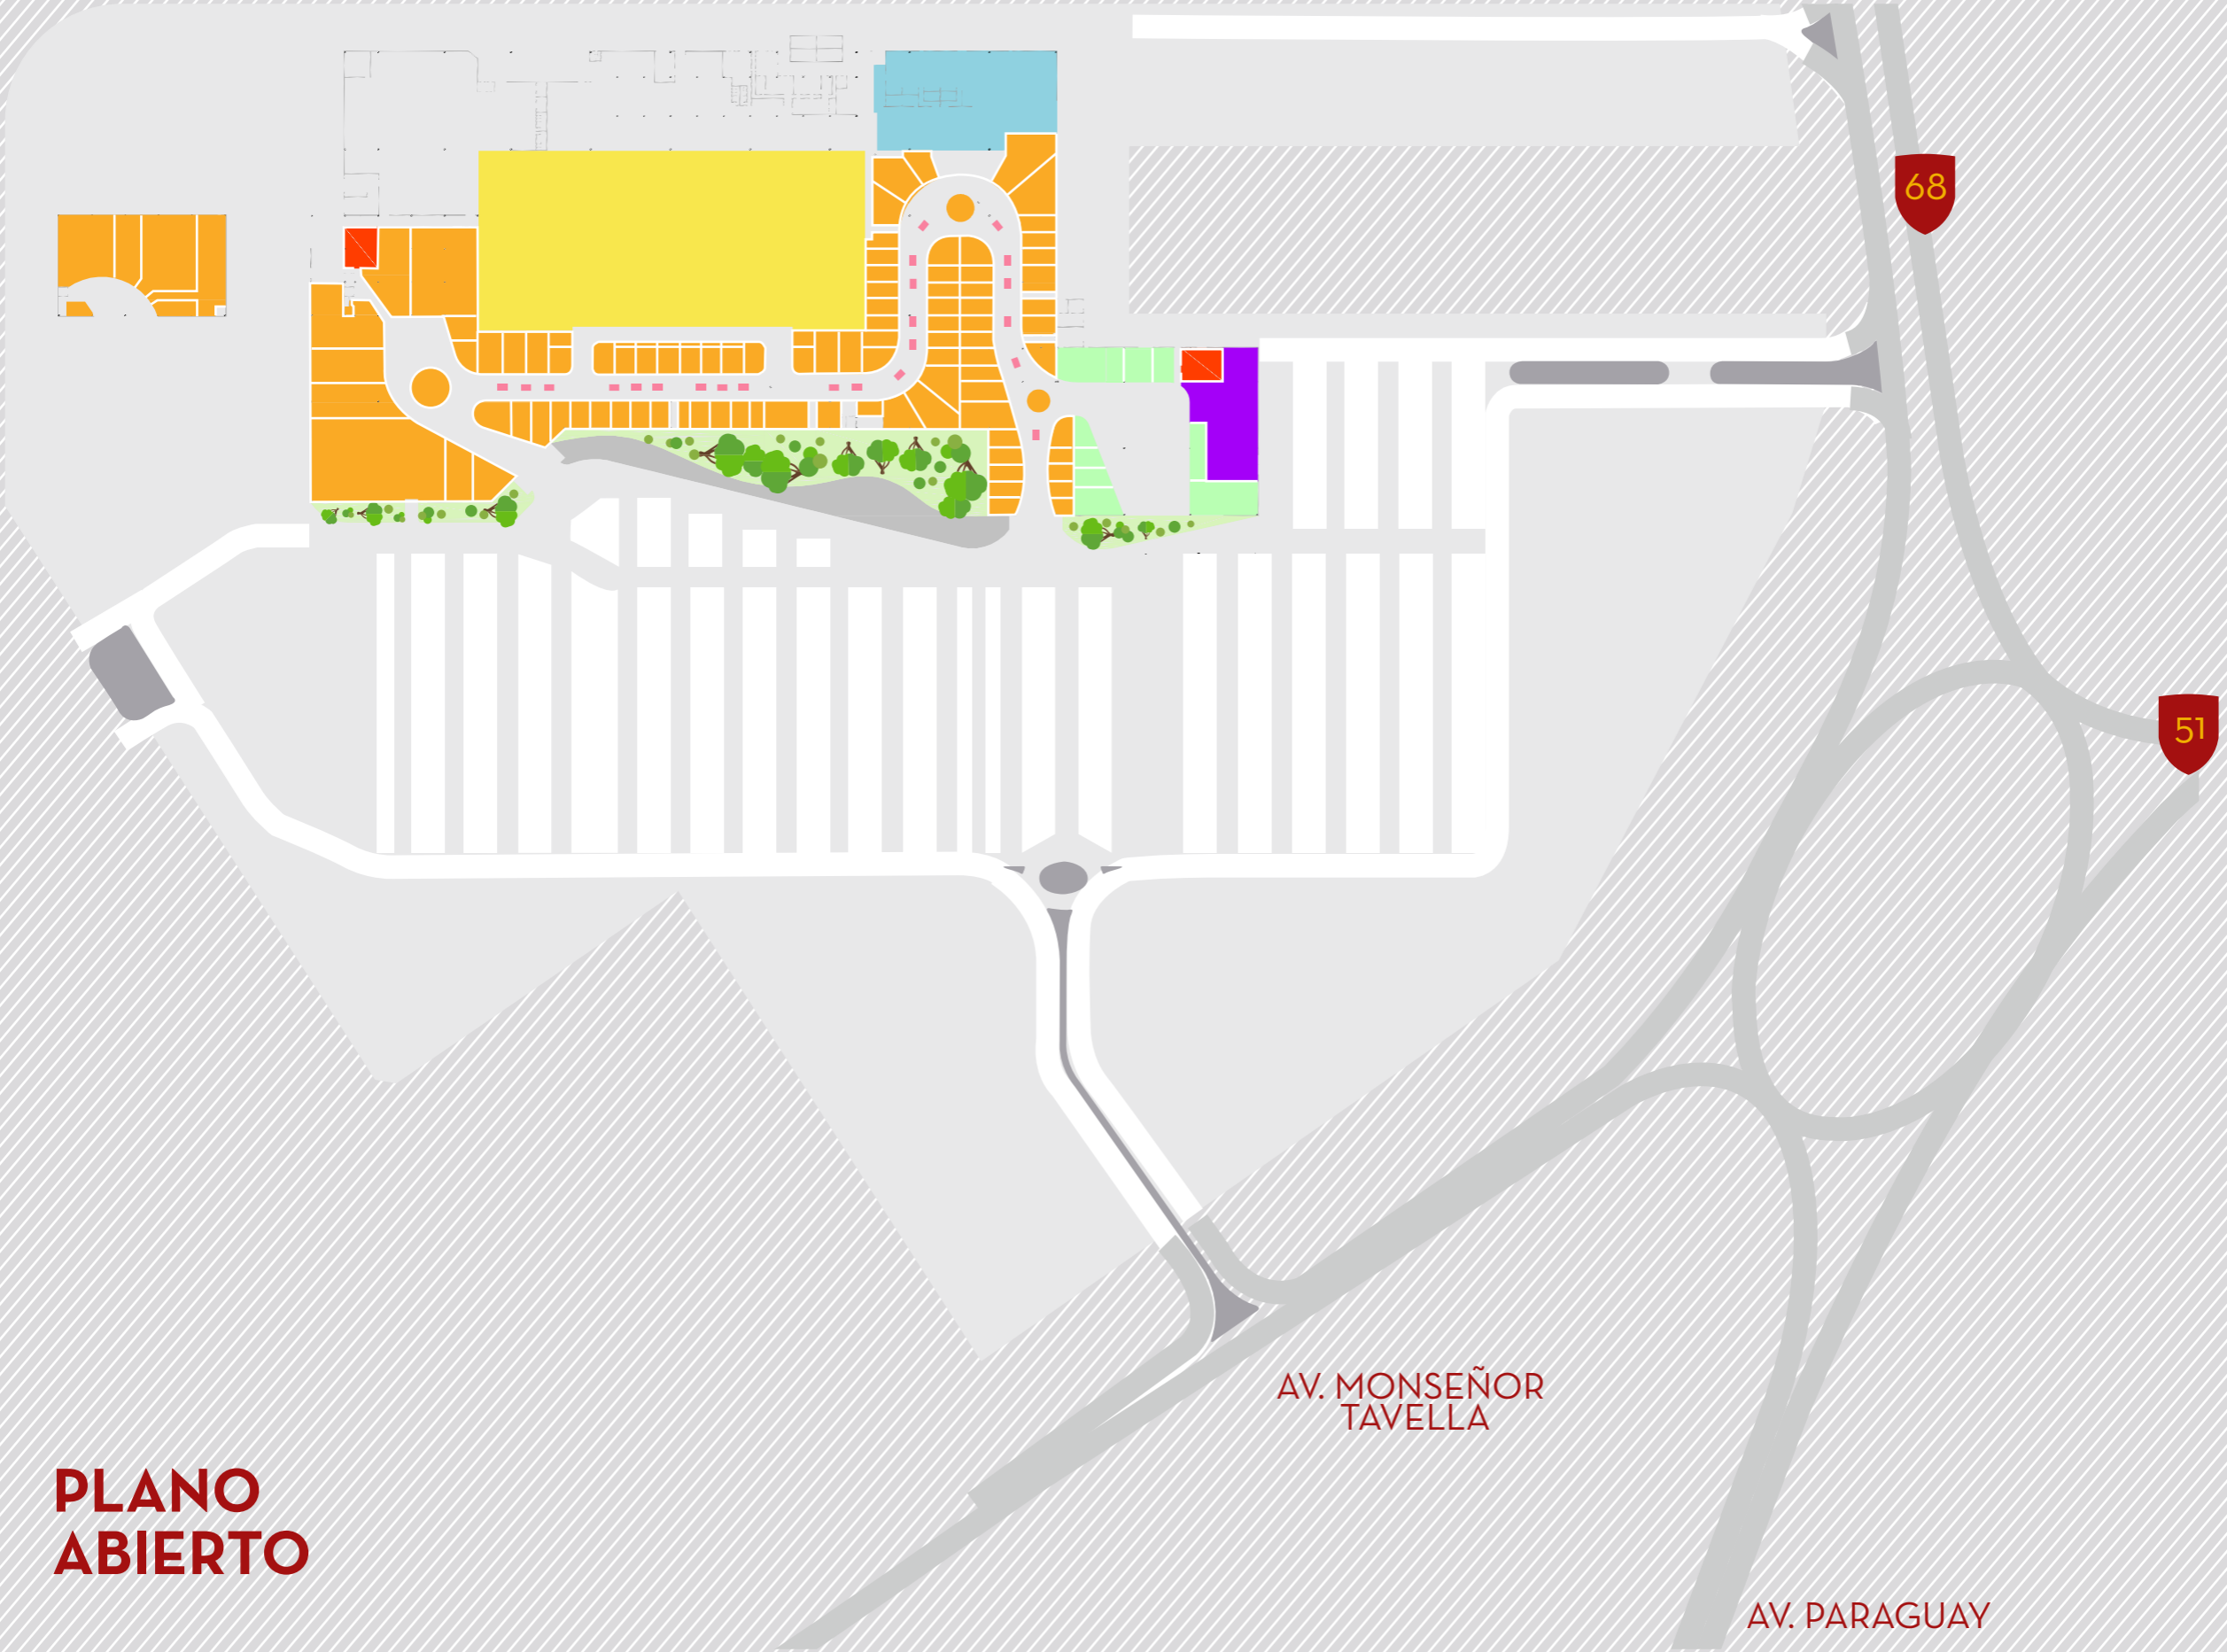 68
51
AV. MONSEÑOR
TAVELLA
PLANO
ABIERTO
AV. PARAGUAY